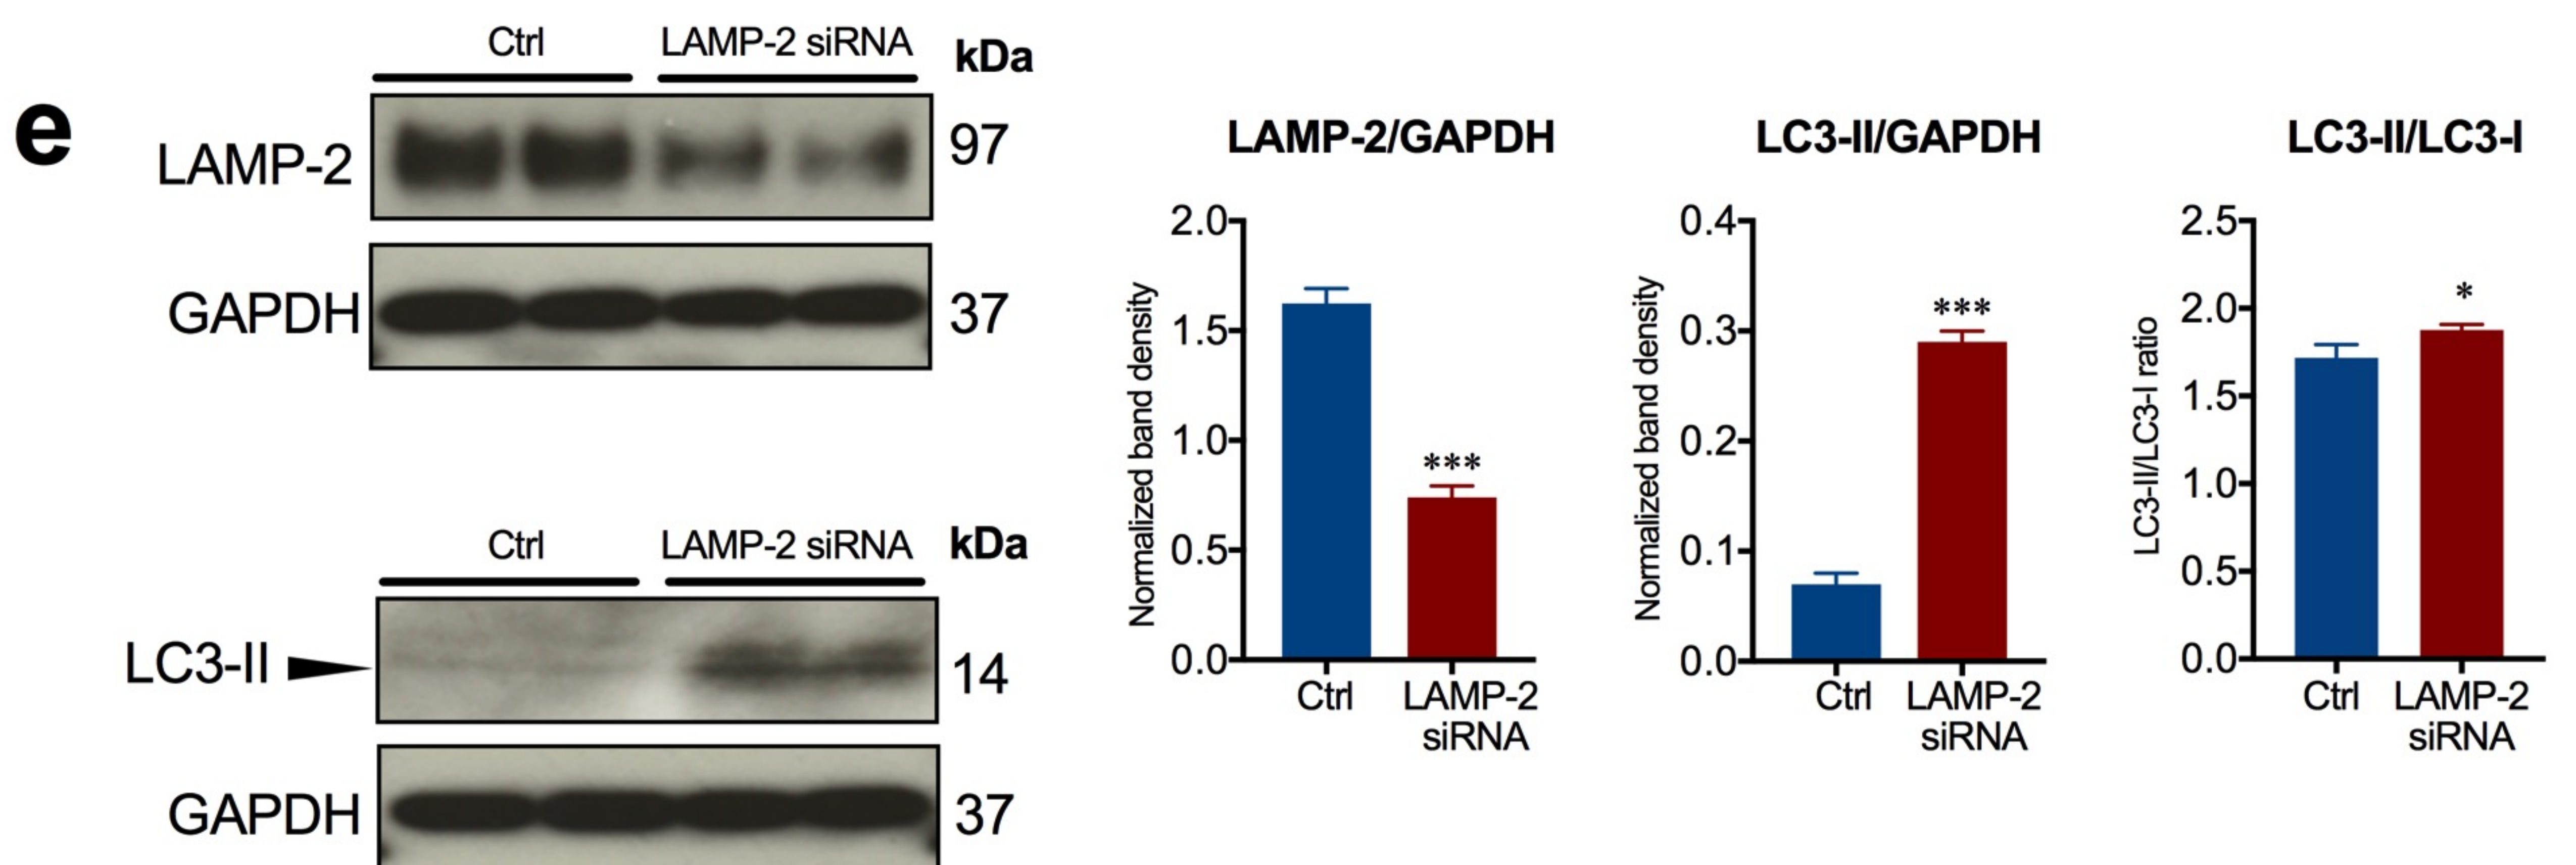 e
Ctrl LAMP-2 siRNA kDa
LAMP-2 97
GAPDH 37
Ctrl LAMP-2 siRNA kDa
LC3-II 14
GAPDH 37
LAMP-2/GAPDH
Normalized band density
2.0
1.5
1.0
0.5
0.0
***
Ctrl LAMP-2
siRNA
LC3-II/GAPDH
Normalized band density
0.4
0.3
0.2
0.1
0.0
***
Ctrl LAMP-2
siRNA
LC3-II/LC3-I
LC3-II/LC3-I ratio
2.5
2.0
1.5
1.0
0.5
0.0
*
Ctrl LAMP-2
siRNA